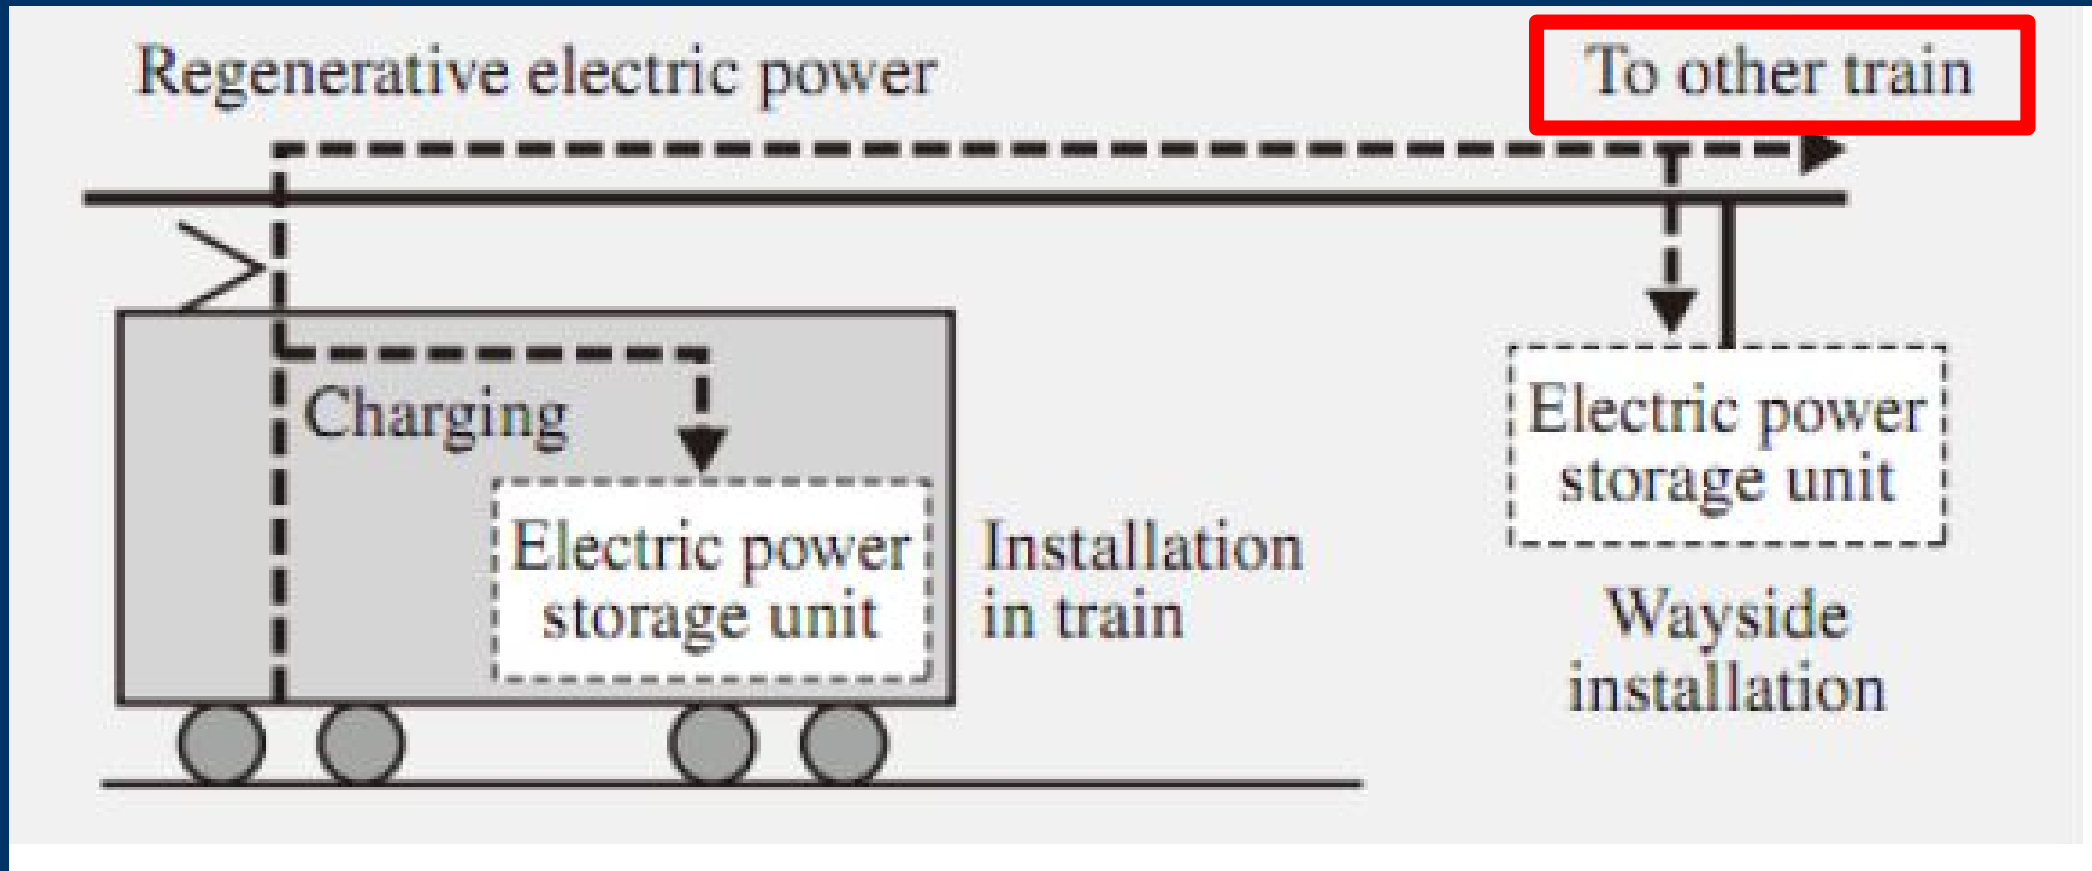 Regenerative electric power
To other train
Charging
Electric power
storage unit
Installation
in train
Electric power
storage unit
Wayside
installation